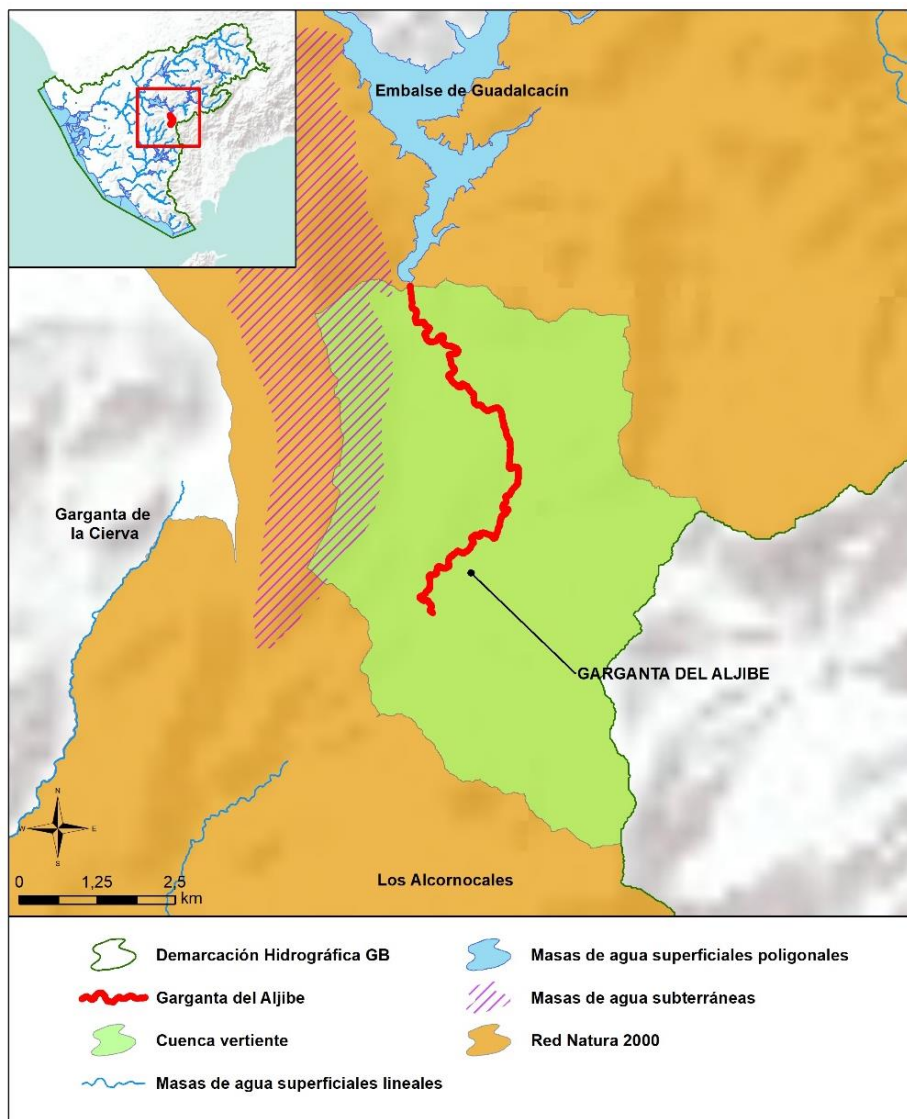 Embalse de Guadalcacín
Garganta de
la Cierva
GARGANTA DEL ALJIBE
N
W
E
S
0 1,25 2,5
km
Los Alcornocales
Demarcación Hidrográfica GB
Masas de agua superficiales poligonales
Garganta del Aljibe
Masas de agua subterráneas
Cuenca vertiente
Red Natura 2000
Masas de agua superficiales lineales